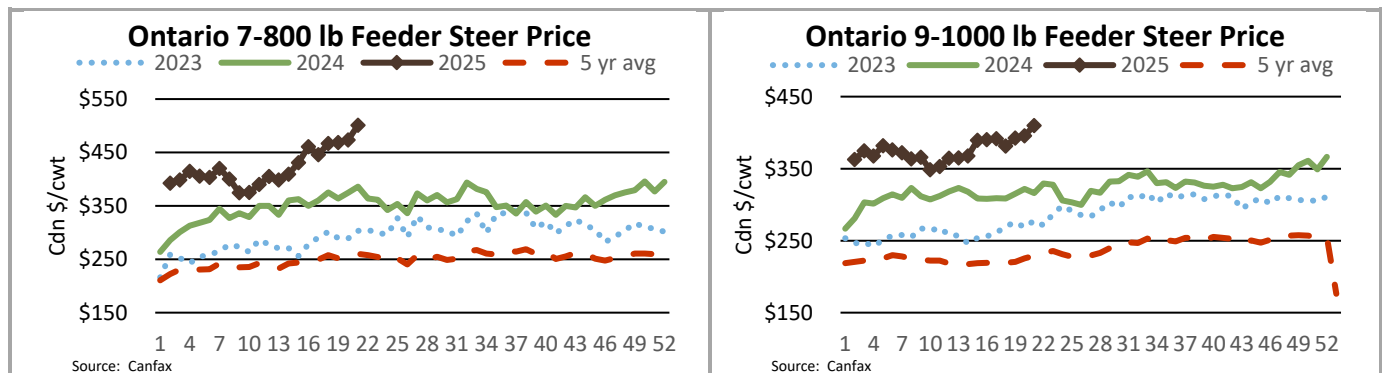 Ontario 7-800 lb Feeder Steer Price
2023 2024 2025 5 yr avg
$550
$450
$350
$250
$150
Cdn $/cwt
1 4 7 10 13 16 19 22 25 28 31 34 37 40 43 46 49 52
Source: Canfax
Ontario 9-1000 lb Feeder Steer Price
2023 2024 2025 5 yr avg
$450
$350
$250
$150
Cdn $/cwt
1 4 7 10 13 16 19 22 25 28 31 34 37 40 43 46 49 52
Source: Canfax